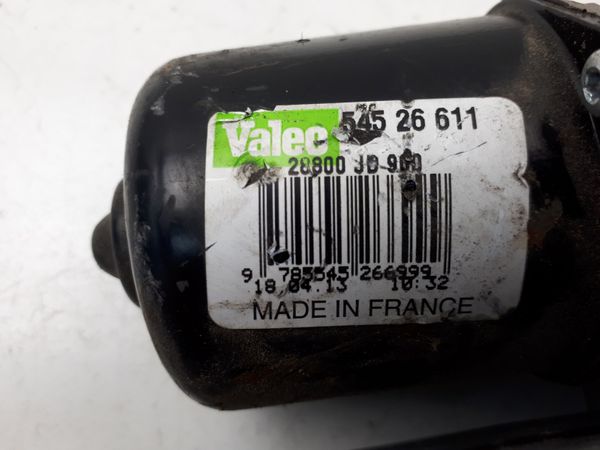 Valeo 545 26 611
28800 JD 900
9 785545 266999
18.04.13 10:32
MADE IN FRANCE